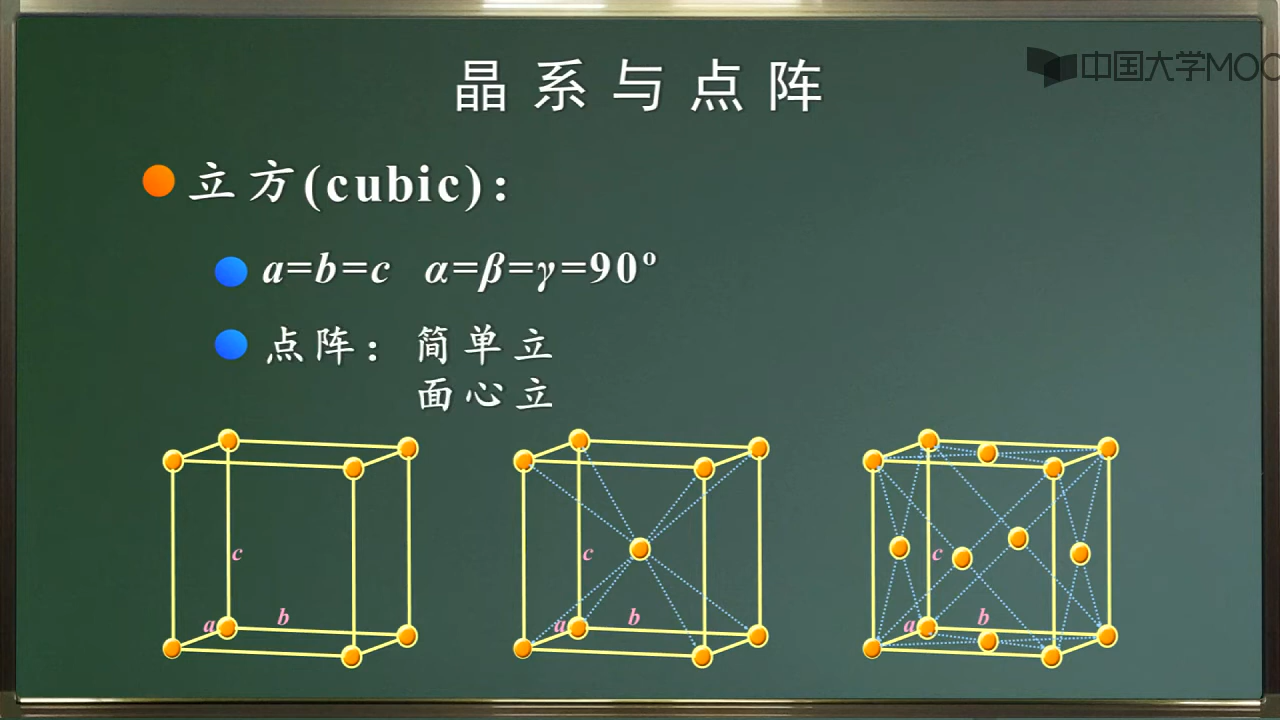 晶系与点阵
中国大学MOO
立方(cubic):
a=b=c α=β=γ=90º
点阵: 简单立
面心立
c c c
a b a b a b